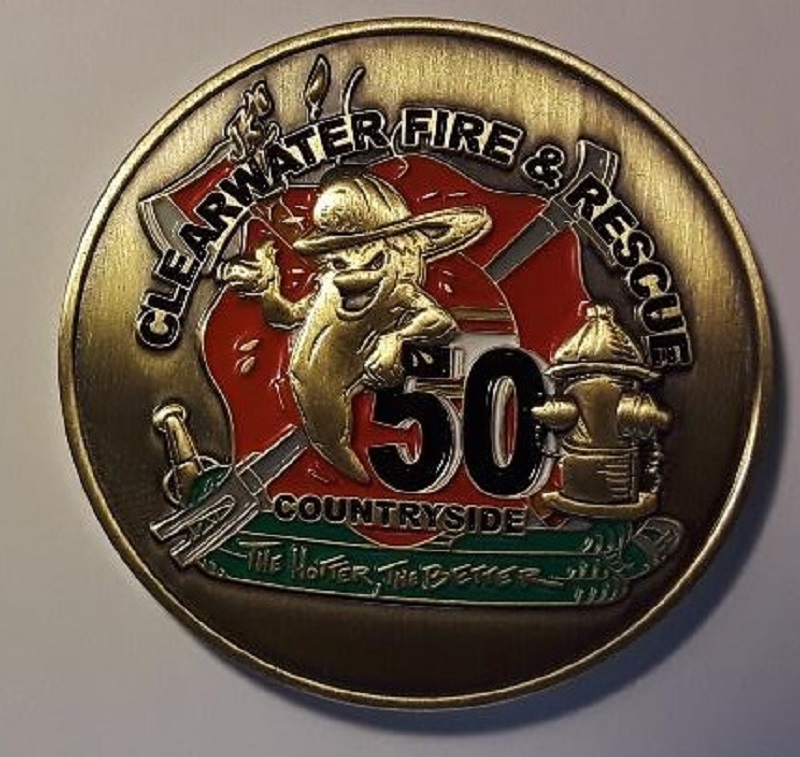 CLEARWATER FIRE & RESCUE
50
COUNTRYSIDE
THE HOTTER, THE BETTER